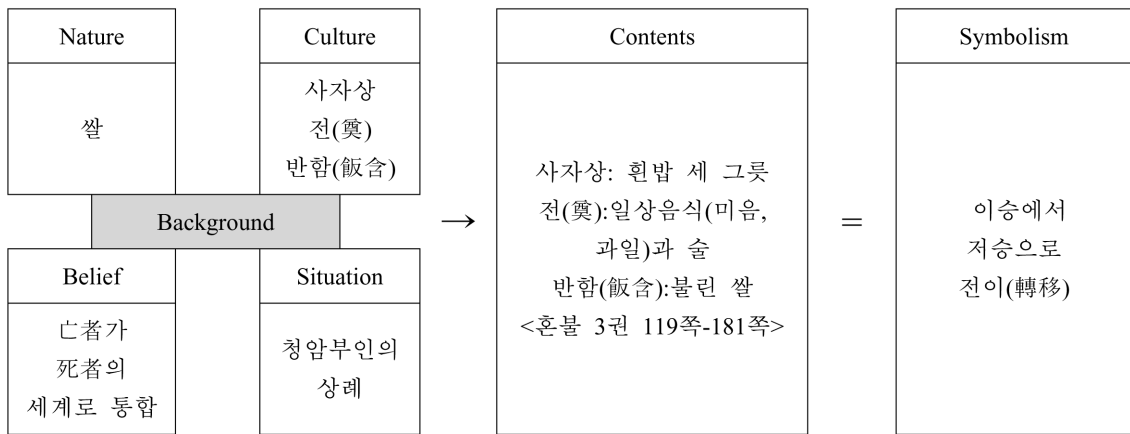 Nature
쌀
Culture
사자상
전(奠)
반함(飯含)
Background
Belief
亡者가
死者의
세계로 통합
Situation
청암부인의
상례
→
Contents
사자상: 흰밥 세 그릇
전(奠):일상음식(미음,
과일)과 술
반함(飯含):불린 쌀
<혼불 3권 119쪽-181쪽>
=
Symbolism
이승에서
저승으로
전이(轉移)